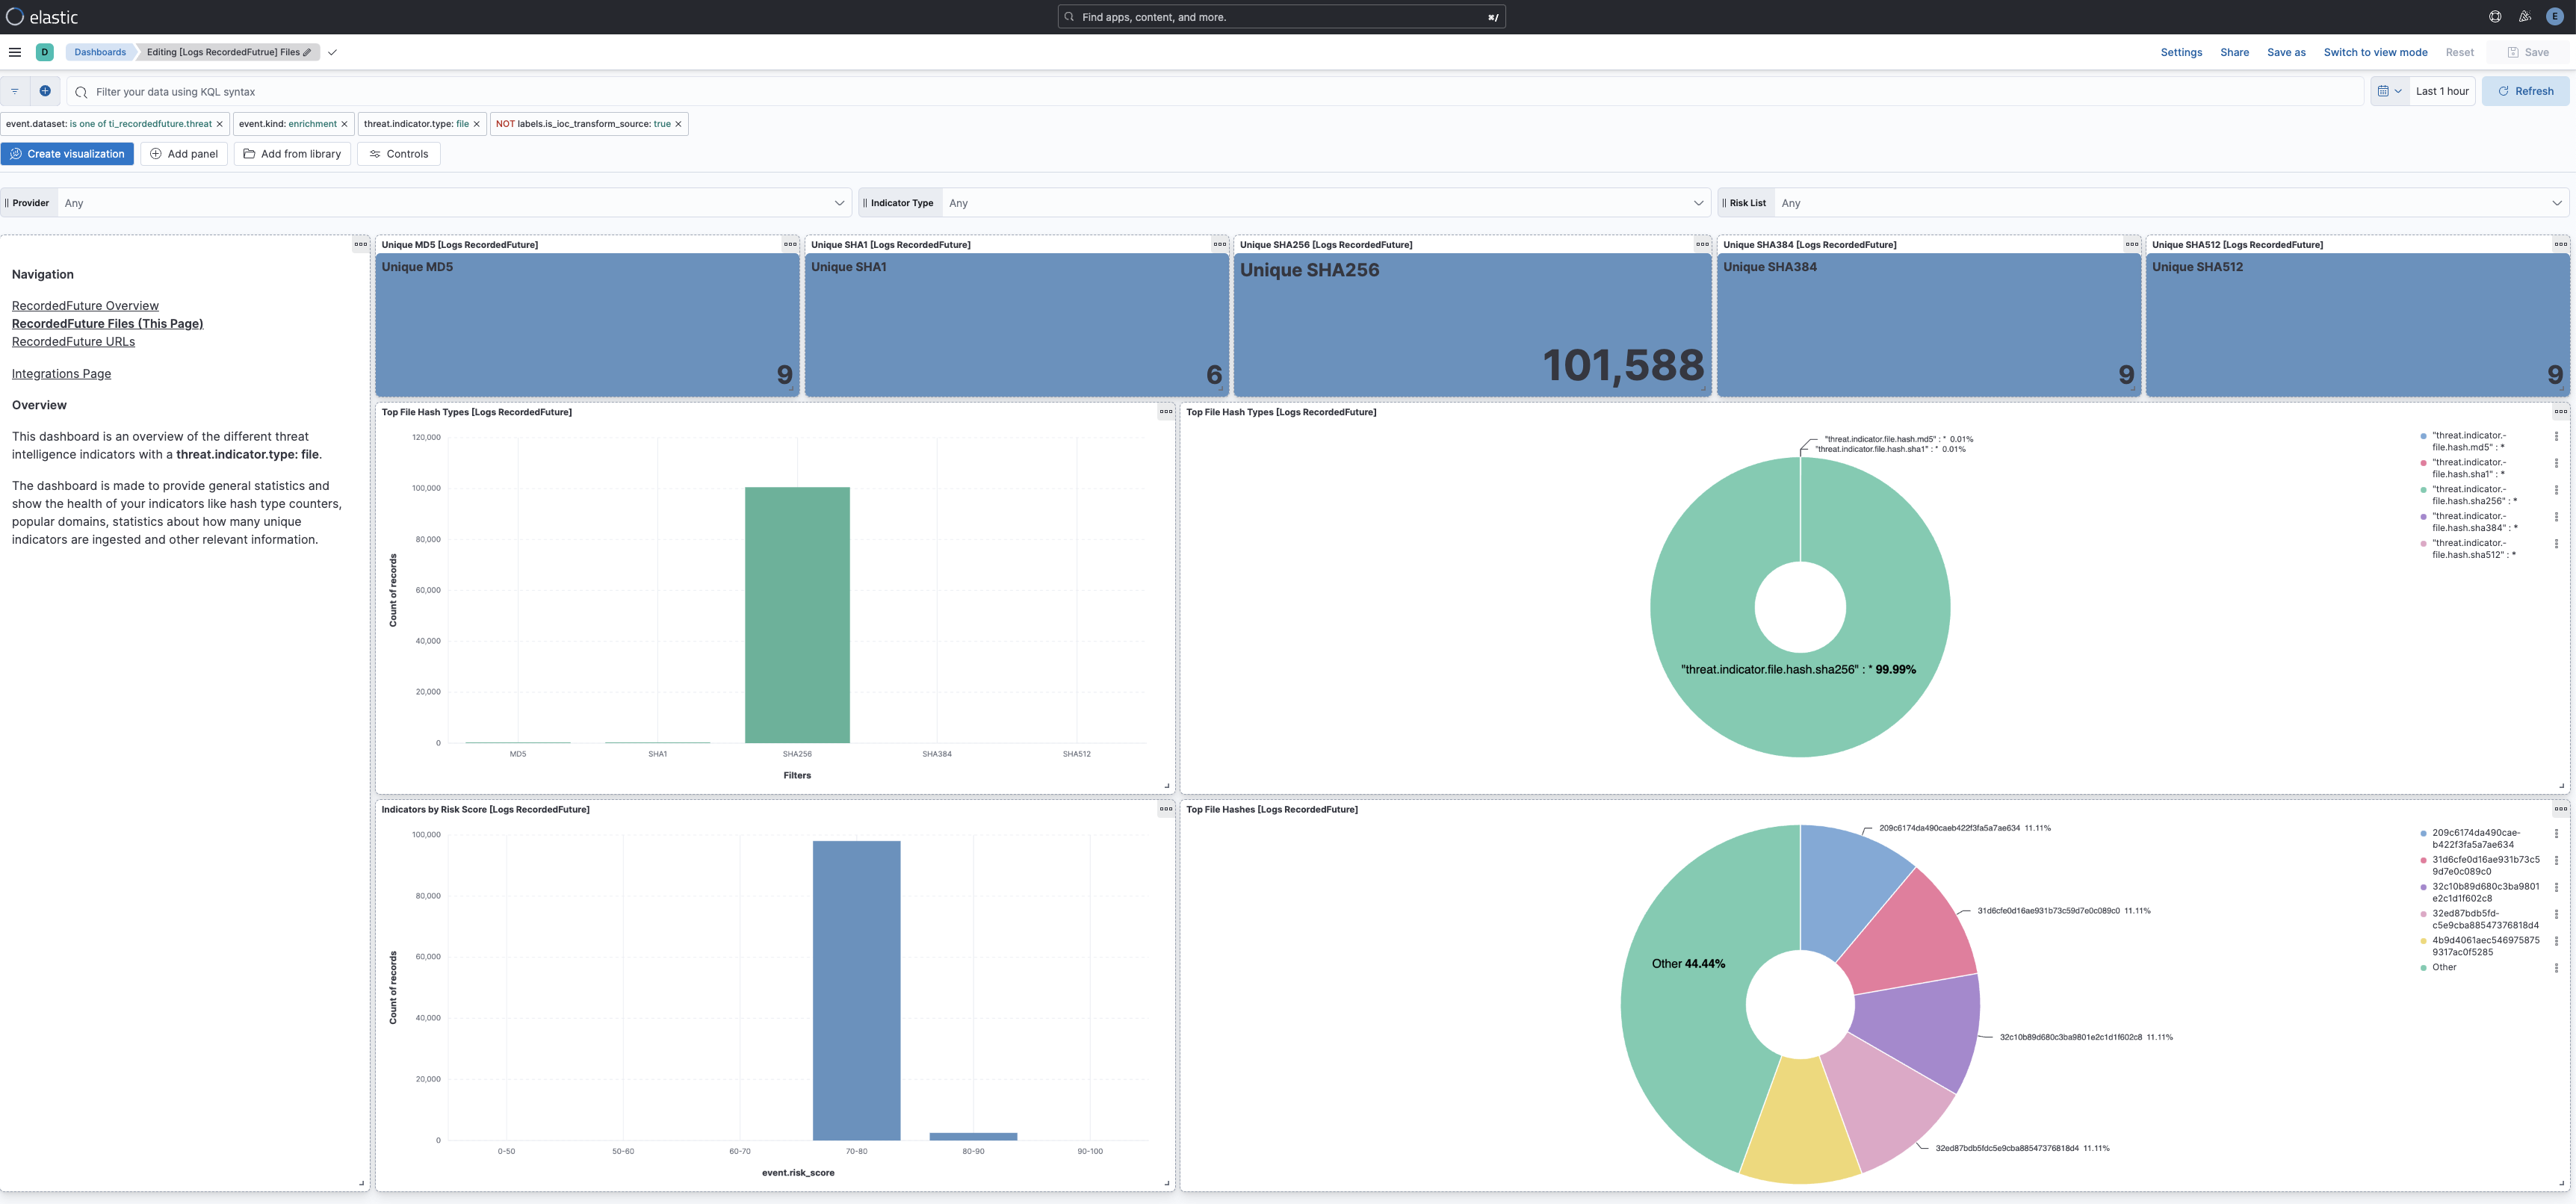 elastic
Find apps, content, and more.
⌘/
E
D
Dashboards
Editing [Logs RecordedFutrue] Files
Settings
Share
Save as
Switch to view mode
Reset
Save
Filter your data using KQL syntax
Last 1 hour
Refresh
event.dataset: is one of ti_recordedfuture.threat ×
event.kind: enrichment ×
threat.indicator.type: file ×
NOT labels.is_ioc_transform_source: true ×
Create visualization
Add panel
Add from library
Controls
Provider
Any
Indicator Type
Any
Risk List
Any
Navigation
RecordedFuture Overview
RecordedFuture Files (This Page)
RecordedFuture URLs
Integrations Page
Overview
This dashboard is an overview of the different threat
intelligence indicators with a threat.indicator.type: file.
The dashboard is made to provide general statistics and
show the health of your indicators like hash type counters,
popular domains, statistics about how many unique
indicators are ingested and other relevant information.
Unique MD5 [Logs RecordedFuture]
Unique MD5
9
Unique SHA1 [Logs RecordedFuture]
Unique SHA1
6
Unique SHA256 [Logs RecordedFuture]
Unique SHA256
101,588
Unique SHA384 [Logs RecordedFuture]
Unique SHA384
9
Unique SHA512 [Logs RecordedFuture]
Unique SHA512
9
Top File Hash Types [Logs RecordedFuture]
120,000
100,000
80,000
60,000
40,000
20,000
0
Count of records
MD5
SHA1
SHA256
SHA384
SHA512
Filters
Top File Hash Types [Logs RecordedFuture]
"threat.indicator.file.hash.md5" : * 0.01%
"threat.indicator.file.hash.sha1" : * 0.01%
"threat.indicator.file.hash.sha256" : * 99.99%
"threat.indicator.-
file.hash.md5" : *
"threat.indicator.-
file.hash.sha1" : *
"threat.indicator.-
file.hash.sha256" : *
"threat.indicator.-
file.hash.sha384" : *
"threat.indicator.-
file.hash.sha512" : *
Indicators by Risk Score [Logs RecordedFuture]
100,000
80,000
60,000
40,000
20,000
0
Count of records
0-50
50-60
60-70
70-80
80-90
90-100
event.risk_score
Top File Hashes [Logs RecordedFuture]
209c6174da490caeb422f3fa5a7ae634 11.11%
31d6cfe0d16ae931b73c59d7e0c089c0 11.11%
32c10b89d680c3ba9801e2c1d1f602c8 11.11%
32ed87bdb5fdc5e9cba88547376818d4 11.11%
Other 44.44%
209c6174da490cae-
b422f3fa5a7ae634
31d6cfe0d16ae931b73c5
9d7e0c089c0
32c10b89d680c3ba9801
e2c1d1f602c8
32ed87bdb5fd-
c5e9cba88547376818d4
4b9d4061aec546975875
9317ac0f5285
Other